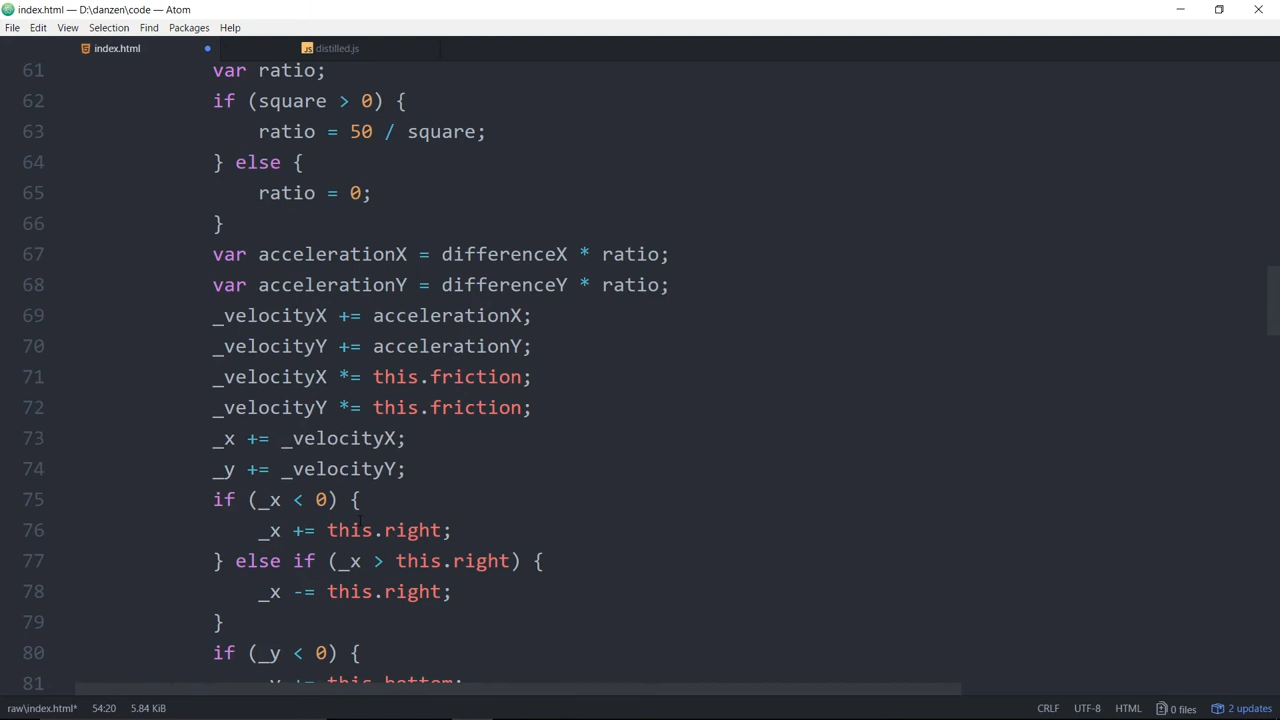 index.html — D:\danzen\code — Atom
File Edit View Selection Find Packages Help
index.html distilled.js
61 var ratio;
62 if (square > 0) {
63 ratio = 50 / square;
64 } else {
65 ratio = 0;
66 }
67 var accelerationX = differenceX * ratio;
68 var accelerationY = differenceY * ratio;
69 _velocityX += accelerationX;
70 _velocityY += accelerationY;
71 _velocityX *= this.friction;
72 _velocityY *= this.friction;
73 _x += _velocityX;
74 _y += _velocityY;
75 if (_x < 0) {
76 _x += this.right;
77 } else if (_x > this.right) {
78 _x -= this.right;
79 }
80 if (_y < 0) {
81 _y += this.bottom;
raw\index.html* 54:20 5.84 KiB CRLF UTF-8 HTML 0 files 2 updates